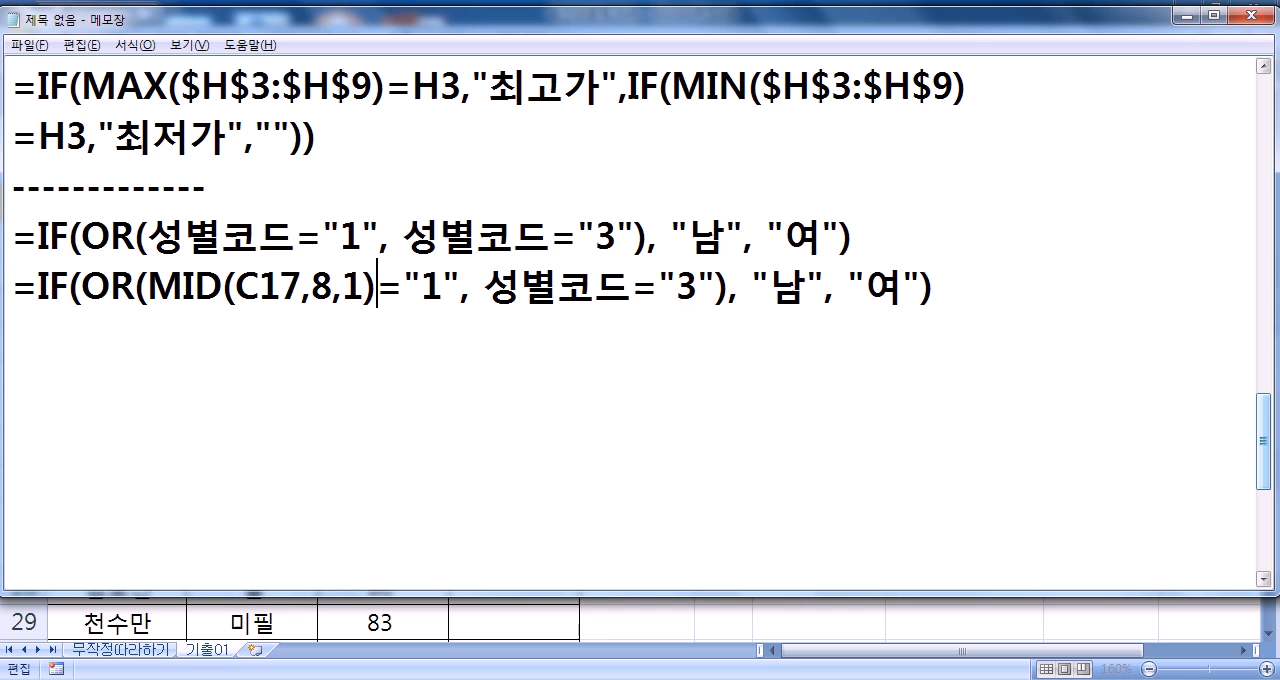 제목 없음 - 메모장
파일(F) 편집(E) 서식(O) 보기(V) 도움말(H)
=IF(MAX($H$3:$H$9)=H3,"최고가",IF(MIN($H$3:$H$9)
=H3,"최저가",""))
-------------
=IF(OR(성별코드="1", 성별코드="3"), "남", "여")
=IF(OR(MID(C17,8,1)="1", 성별코드="3"), "남", "여")
29 천수만 미필 83
무작정따라하기 기출01
편집 160%